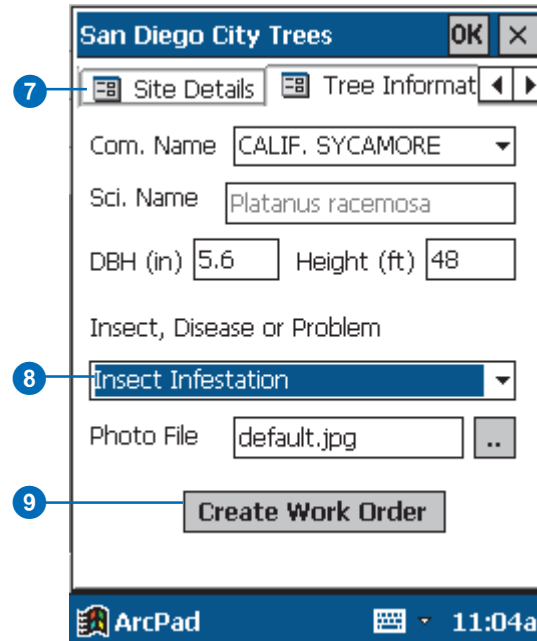 San Diego City Trees OK ×
7 Site Details Tree Informat
Com. Name CALIF. SYCAMORE
Sci. Name Platanus racemosa
DBH (in) 5.6 Height (ft) 48
Insect, Disease or Problem
8 Insect Infestation
Photo File default.jpg ..
9 Create Work Order
ArcPad 11:04a